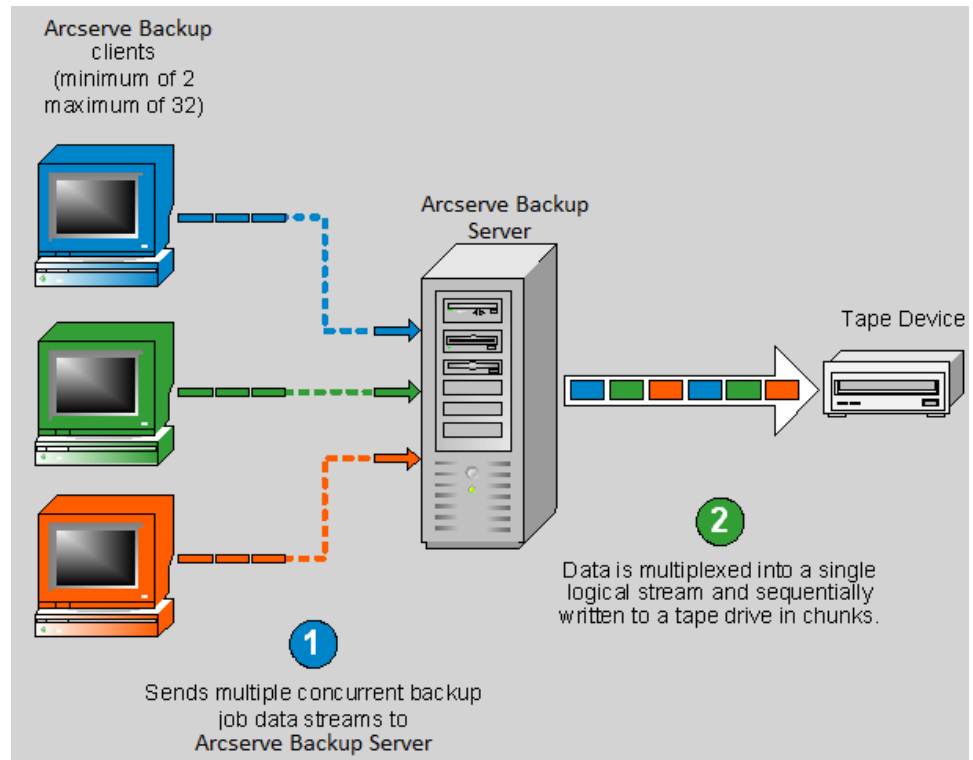 Arcserve Backup
clients
(minimum of 2
maximum of 32)
Arcserve Backup
Server
Tape Device
2
Data is multiplexed into a single
logical stream and sequentially
written to a tape drive in chunks.
1
Sends multiple concurrent backup
job data streams to
Arcserve Backup Server